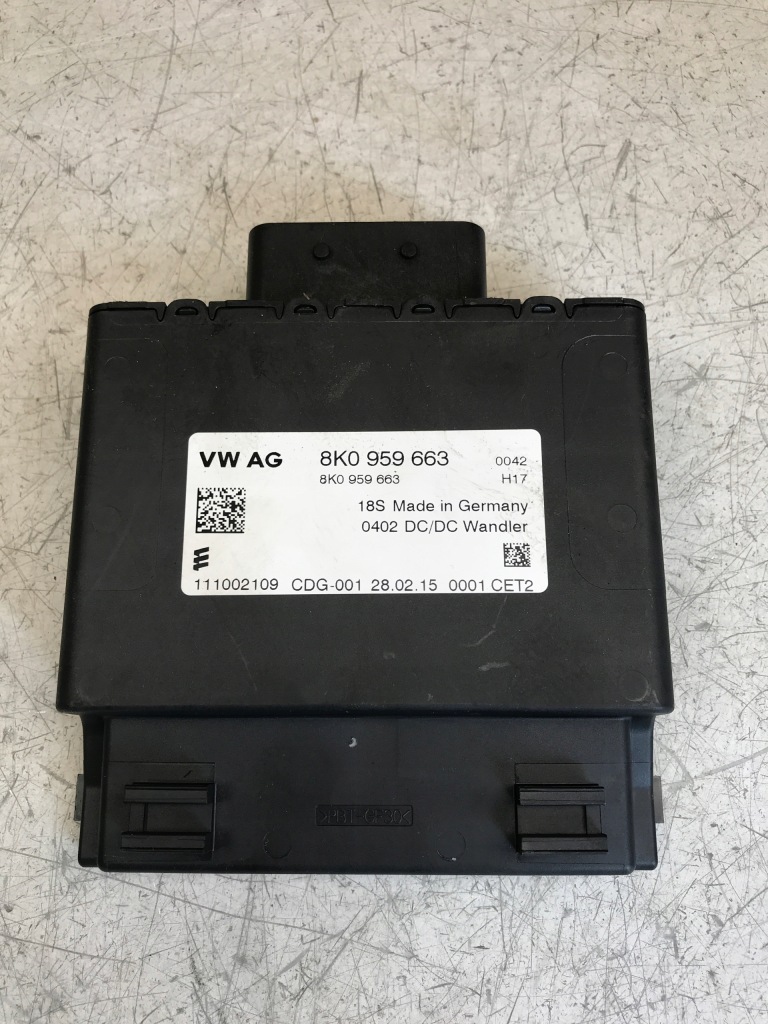 VW AG 8K0 959 663 0042
8K0 959 663 H17
18S Made in Germany
0402 DC/DC Wandler
111002109 CDG-001 28.02.15 0001 CET2